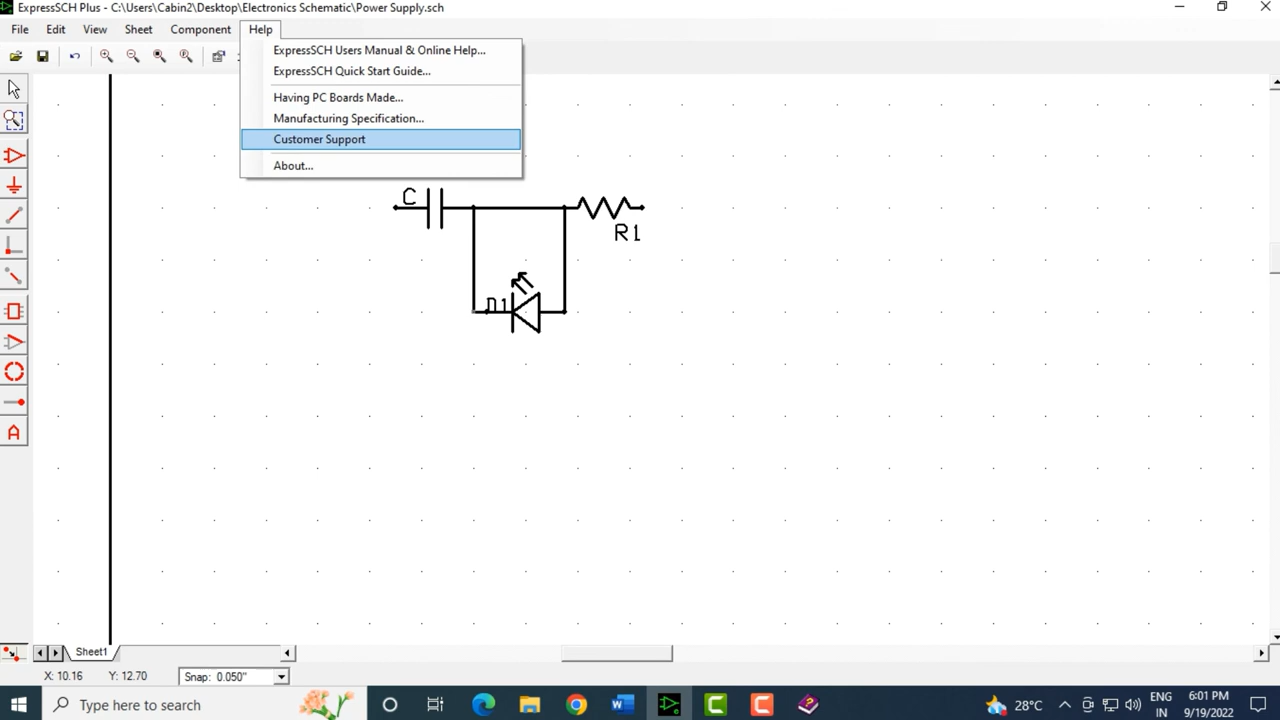 ExpressSCH Plus - C:\Users\Cabin2\Desktop\Electronics Schematic\Power Supply.sch
File Edit View Sheet Component Help
ExpressSCH Users Manual & Online Help...
ExpressSCH Quick Start Guide...
Having PC Boards Made...
Manufacturing Specification...
Customer Support
About...
C
R1
D1
Sheet1
X: 10.16 Y: 12.70 Snap: 0.050"
Type here to search
28°C
ENG
IN
6:01 PM
9/19/2022